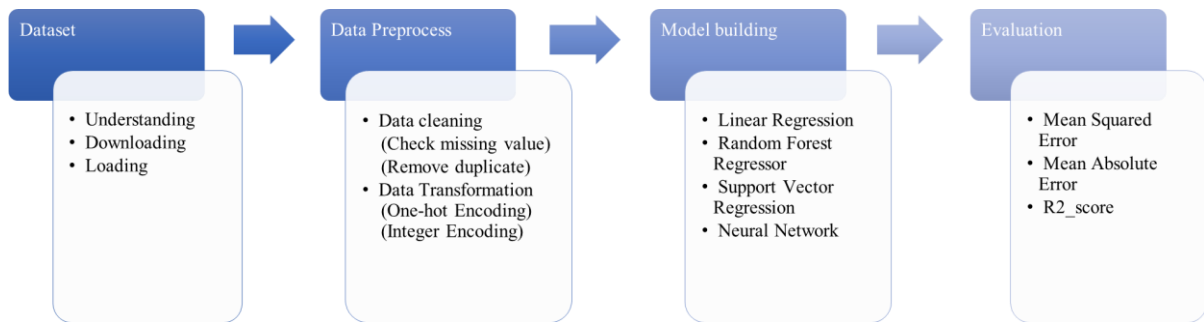 Dataset
• Understanding
• Downloading
• Loading
Data Preprocess
• Data cleaning
(Check missing value)
(Remove duplicate)
• Data Transformation
(One-hot Encoding)
(Integer Encoding)
Model building
• Linear Regression
• Random Forest
Regressor
• Support Vector
Regression
• Neural Network
Evaluation
• Mean Squared
Error
• Mean Absolute
Error
• R2_score